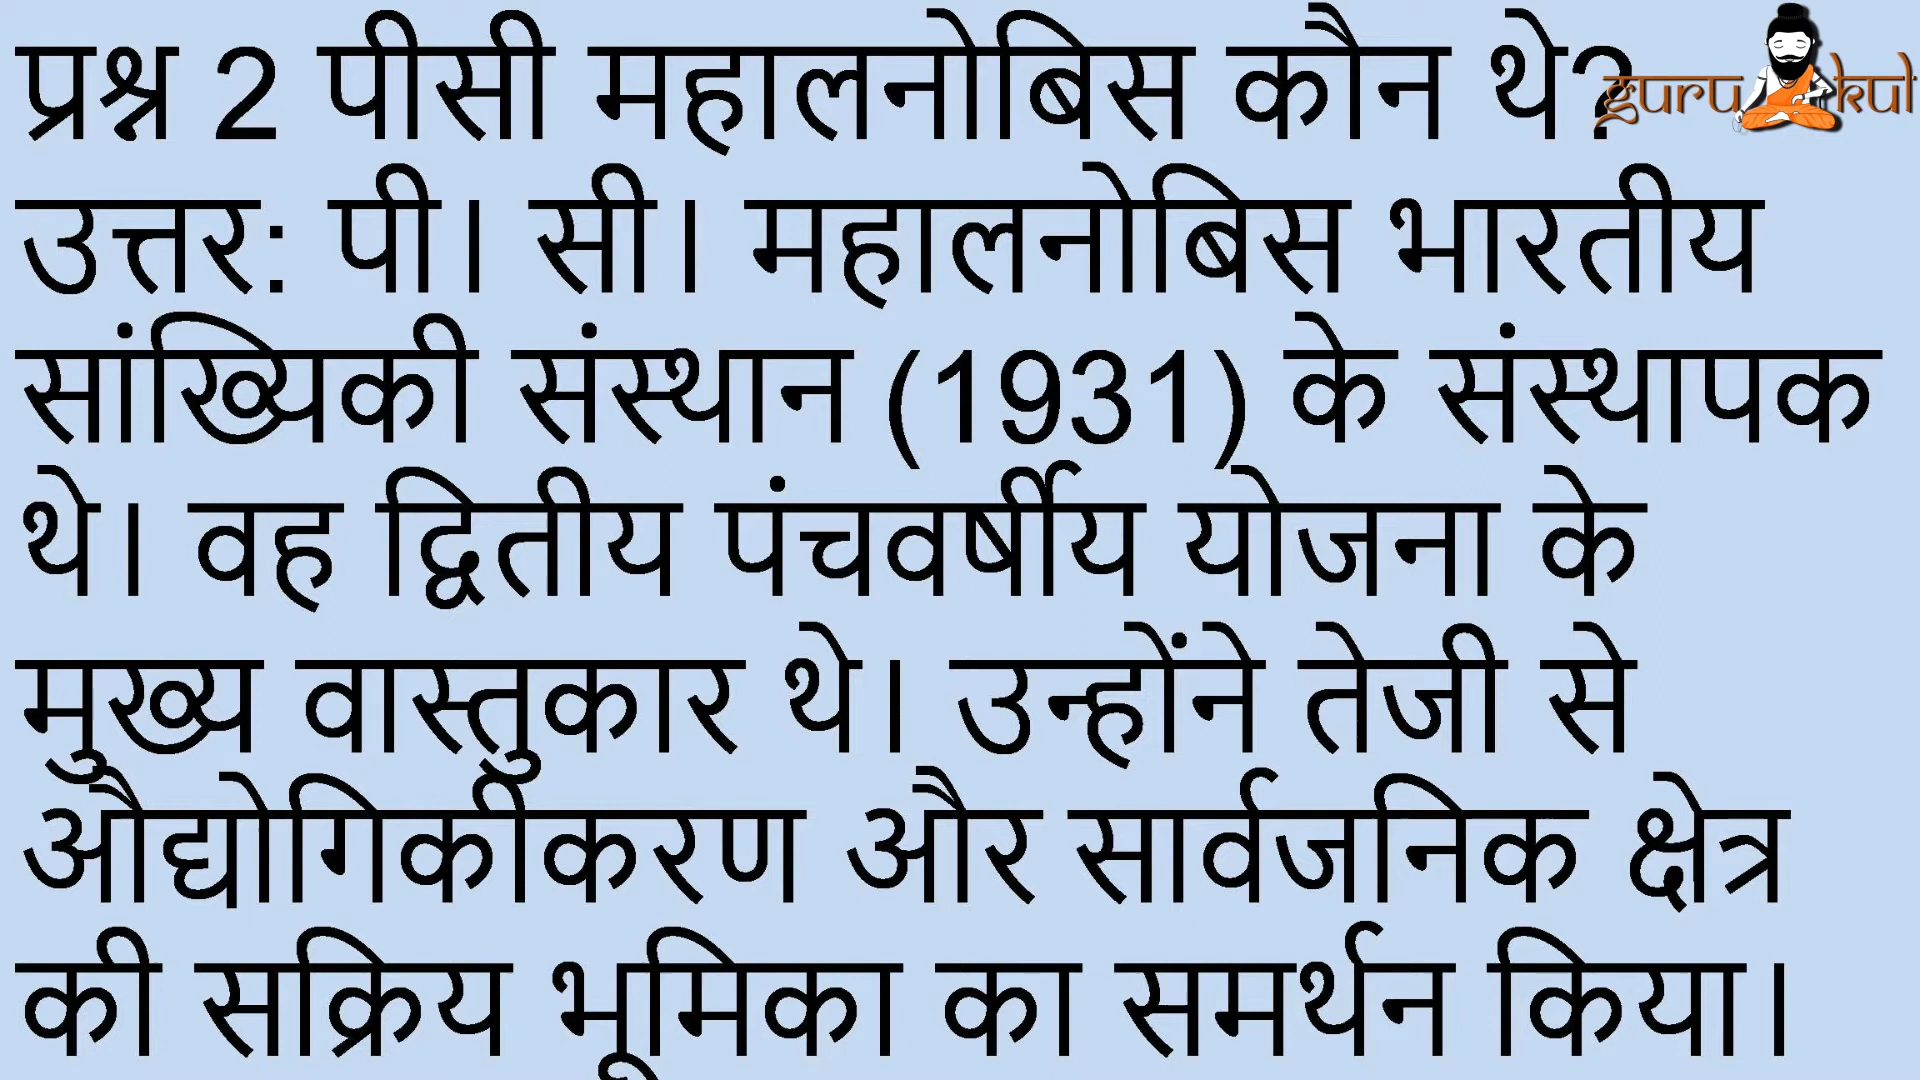 प्रश्न 2 पीसी महालनोबिस कौन थे?
guru kul
उत्तर: पी। सी। महालनोबिस भारतीय
सांख्यिकी संस्थान (1931) के संस्थापक
थे। वह द्वितीय पंचवर्षीय योजना के
मुख्य वास्तुकार थे। उन्होंने तेजी से
औद्योगिकीकरण और सार्वजनिक क्षेत्र
की सक्रिय भूमिका का समर्थन किया।